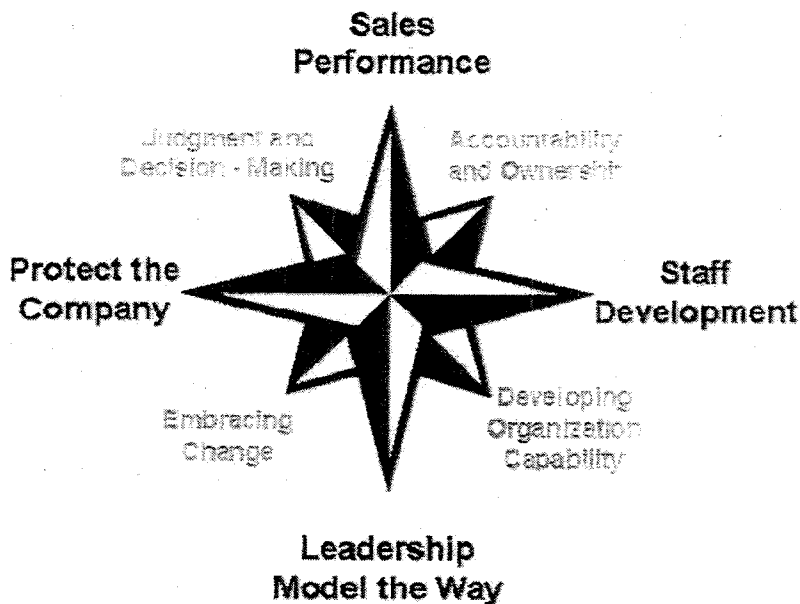 Sales
Performance
Judgment and
Decision - Making
Accountability
and Ownership
Protect the
Company
Staff
Development
Embracing
Change
Developing
Organization
Capability
Leadership
Model the Way